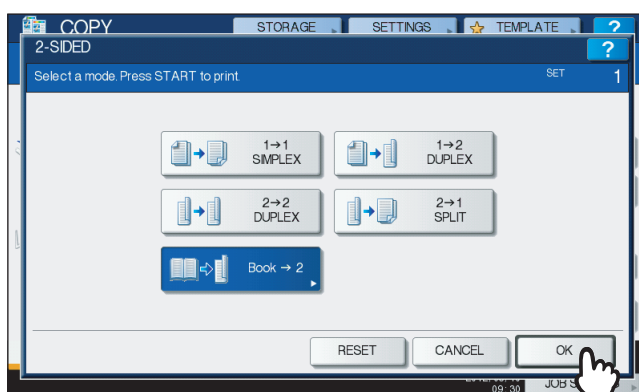 COPY STORAGE SETTINGS TEMPLATE ?
2-SIDED ?
Select a mode. Press START to print. SET 1
1→1
SIMPLEX
1→2
DUPLEX
2→2
DUPLEX
2→1
SPLIT
Book → 2
RESET CANCEL OK
09:30 JOB